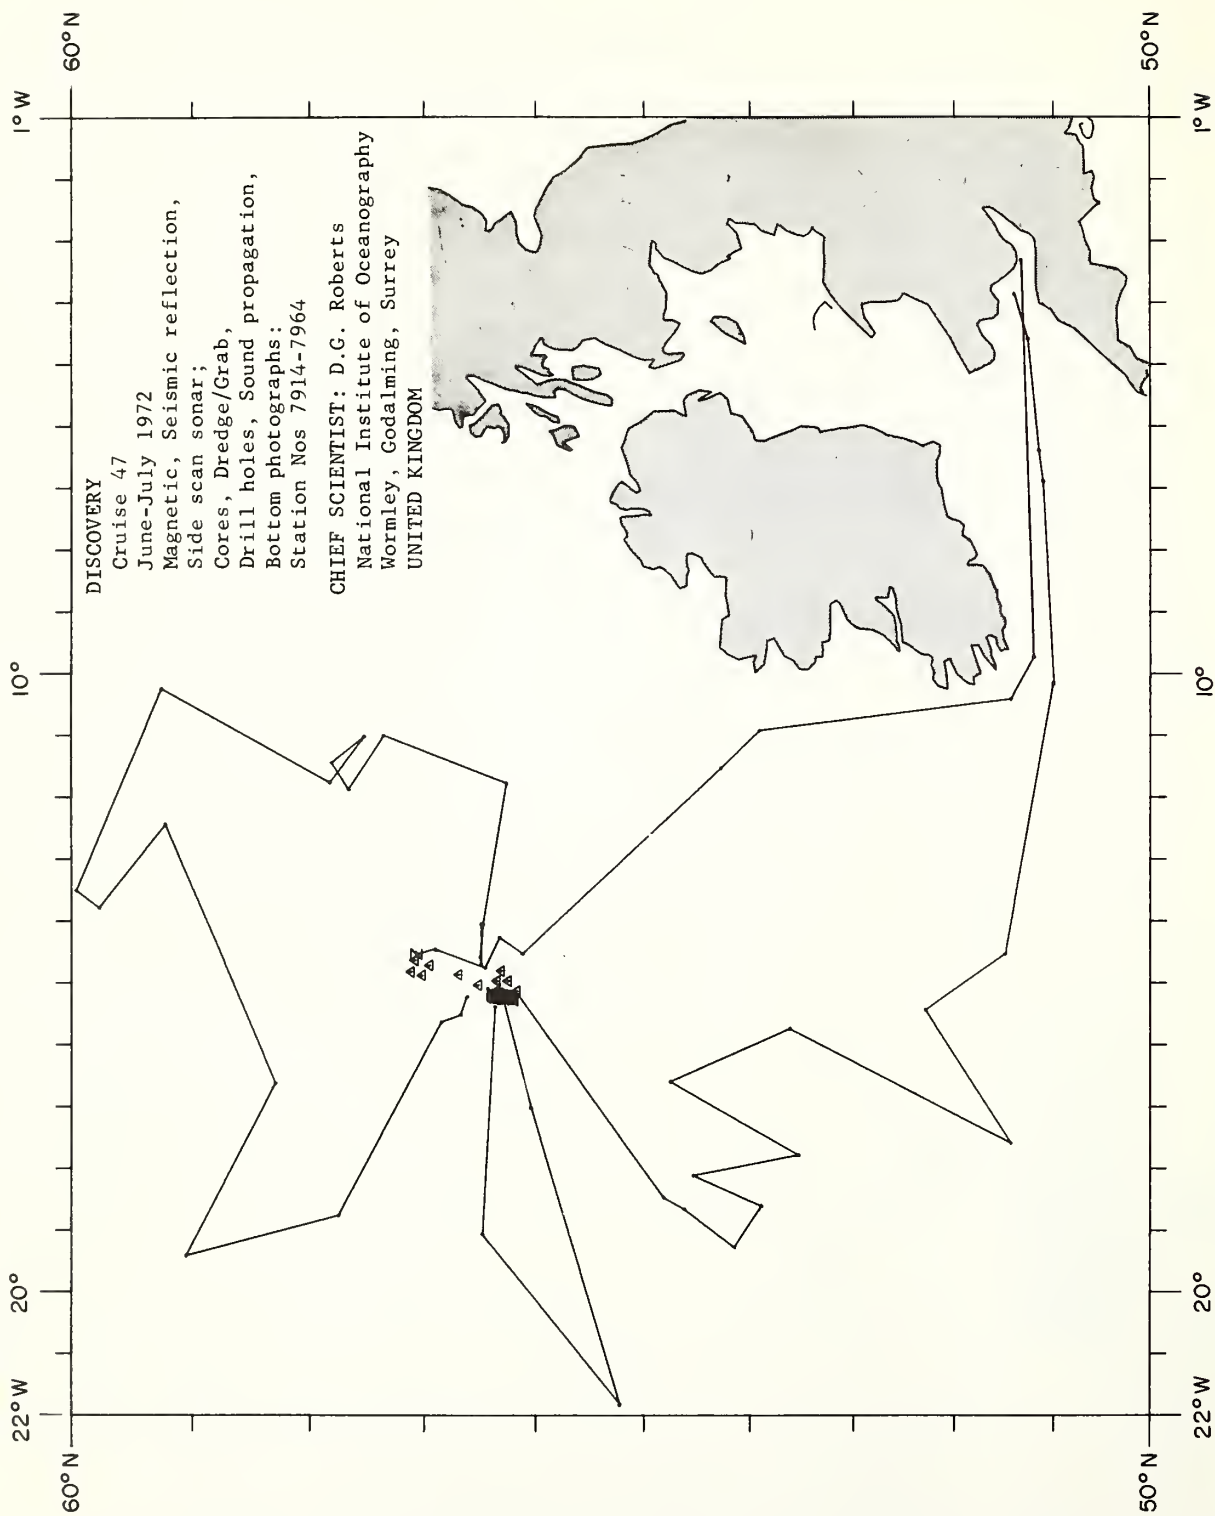 60°N
1°W
10°
20°
22°W
60°N
DISCOVERY
Cruise 47
June-July 1972
Magnetic, Seismic reflection,
Side scan sonar;
Cores, Dredge/Grab,
Drill holes, Sound propagation,
Bottom photographs:
Station Nos 7914-7964
CHIEF SCIENTIST: D.G. Roberts
National Institute of Oceanography
Wormley, Godalming, Surrey
UNITED KINGDOM
50°N
1°W
10°
20°
22°W
50°N